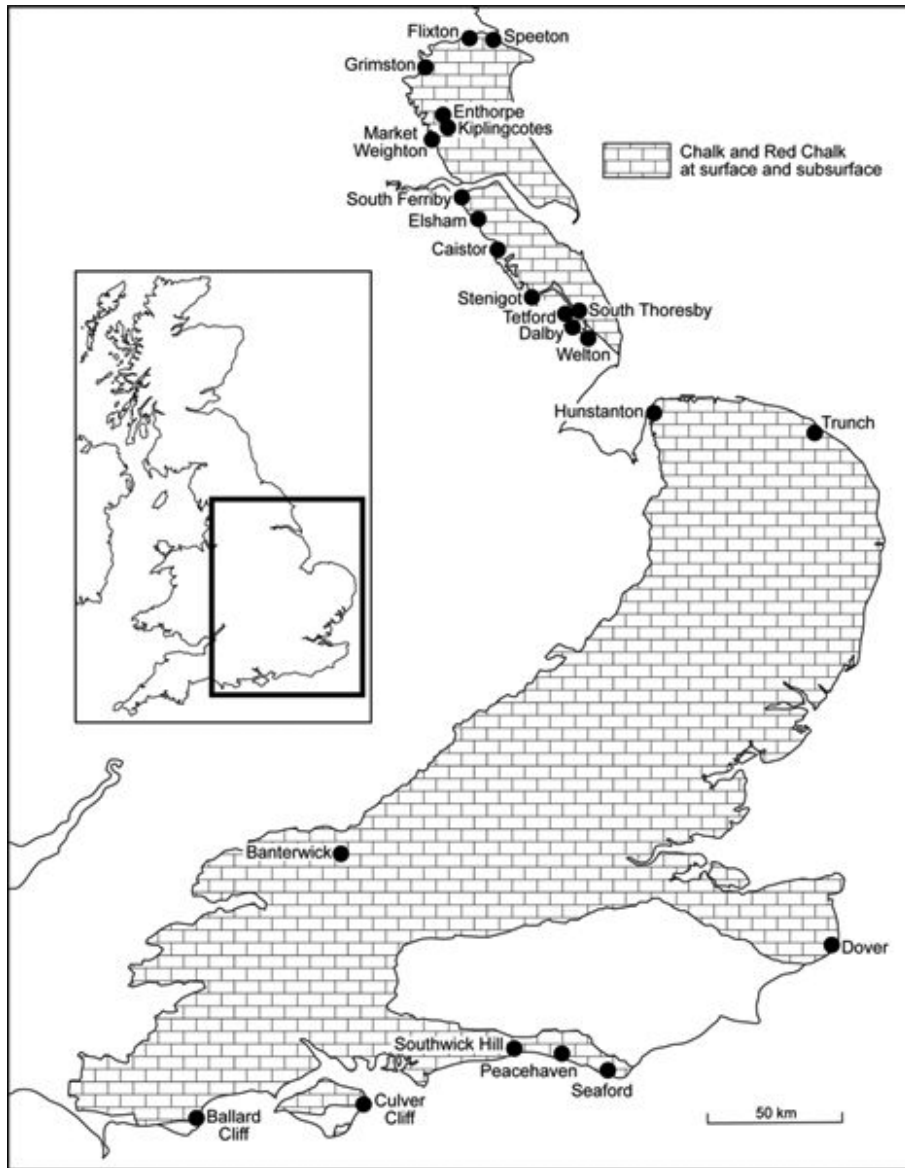 Flixton
Speeton
Grimston
Enthorpe
Kiplingcotes
Market
Weighton
Chalk and Red Chalk
at surface and subsurface
South Ferriby
Elsham
Caistor
Stenigot
South Thoresby
Tetford
Dalby
Welton
Hunstanton
Trunch
Banterwick
Dover
Southwick Hill
Peacehaven
Seaford
Culver
Cliff
Ballard
Cliff
50 km